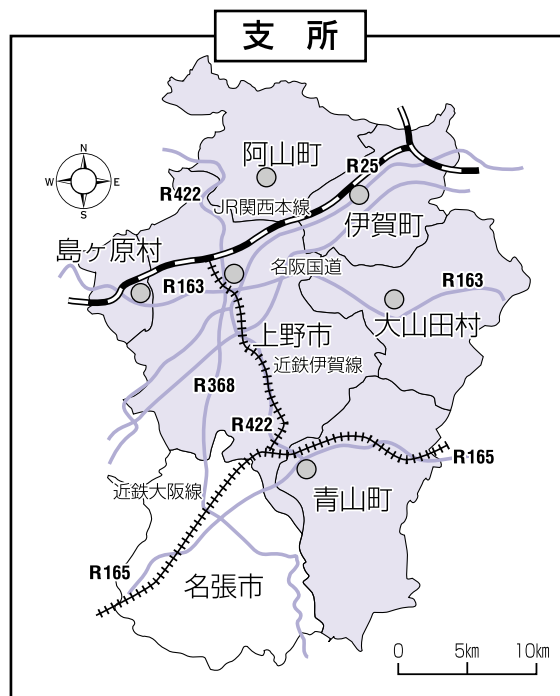 支所
N
W
E
S
阿山町
R25
R422
JR関西本線
伊賀町
島ヶ原村
名阪国道
R163
R163
大山田村
上野市
近鉄伊賀線
R368
R422
R165
近鉄大阪線
青山町
R165
名張市
0 5㎞ 10㎞